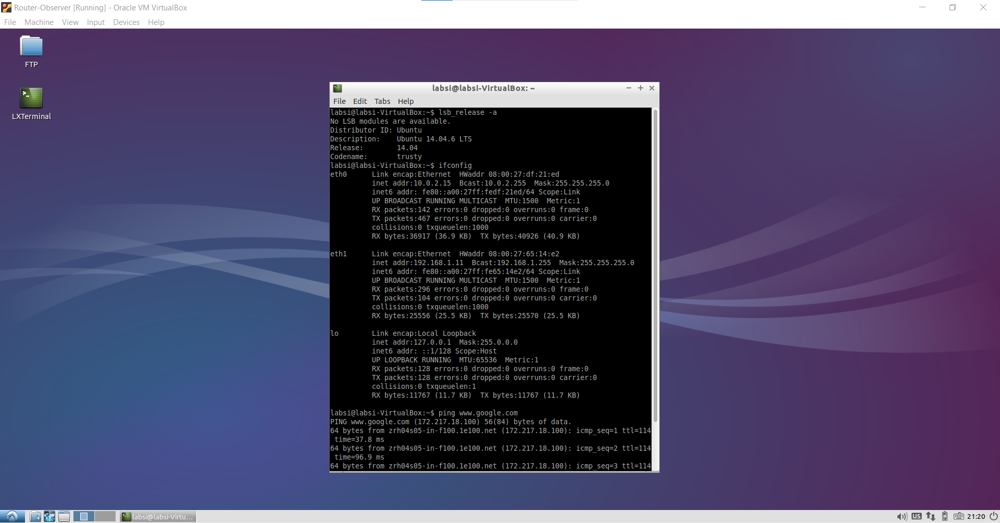 Router-Observer [Running] - Oracle VM VirtualBox
File Machine View Input Devices Help
FTP
LXTerminal
labsi@labsi-VirtualBox: ~
File Edit Tabs Help
labsi@labsi-VirtualBox:~$ lsb_release -a
No LSB modules are available.
Distributor ID: Ubuntu
Description:    Ubuntu 14.04.6 LTS
Release:        14.04
Codename:       trusty
labsi@labsi-VirtualBox:~$ ifconfig
eth0      Link encap:Ethernet  HWaddr 08:00:27:df:21:ed
          inet addr:10.0.2.15  Bcast:10.0.2.255  Mask:255.255.255.0
          inet6 addr: fe80::a00:27ff:fedf:21ed/64 Scope:Link
          UP BROADCAST RUNNING MULTICAST  MTU:1500  Metric:1
          RX packets:142 errors:0 dropped:0 overruns:0 frame:0
          TX packets:467 errors:0 dropped:0 overruns:0 carrier:0
          collisions:0 txqueuelen:1000
          RX bytes:36917 (36.9 KB)  TX bytes:40926 (40.9 KB)
eth1      Link encap:Ethernet  HWaddr 08:00:27:65:14:e2
          inet addr:192.168.1.11  Bcast:192.168.1.255  Mask:255.255.255.0
          inet6 addr: fe80::a00:27ff:fe65:14e2/64 Scope:Link
          UP BROADCAST RUNNING MULTICAST  MTU:1500  Metric:1
          RX packets:296 errors:0 dropped:0 overruns:0 frame:0
          TX packets:104 errors:0 dropped:0 overruns:0 carrier:0
          collisions:0 txqueuelen:1000
          RX bytes:25556 (25.5 KB)  TX bytes:25570 (25.5 KB)
lo        Link encap:Local Loopback
          inet addr:127.0.0.1  Mask:255.0.0.0
          inet6 addr: ::1/128 Scope:Host
          UP LOOPBACK RUNNING  MTU:65536  Metric:1
          RX packets:128 errors:0 dropped:0 overruns:0 frame:0
          TX packets:128 errors:0 dropped:0 overruns:0 carrier:0
          collisions:0 txqueuelen:1
          RX bytes:11767 (11.7 KB)  TX bytes:11767 (11.7 KB)
labsi@labsi-VirtualBox:~$ ping www.google.com
PING www.google.com (172.217.18.100) 56(84) bytes of data.
64 bytes from zrh04s05-in-f100.1e100.net (172.217.18.100): icmp_seq=1 ttl=114
 time=37.8 ms
64 bytes from zrh04s05-in-f100.1e100.net (172.217.18.100): icmp_seq=2 ttl=114
 time=96.9 ms
64 bytes from zrh04s05-in-f100.1e100.net (172.217.18.100): icmp_seq=3 ttl=114
labsi@labsi-Virtu...
US
21:20